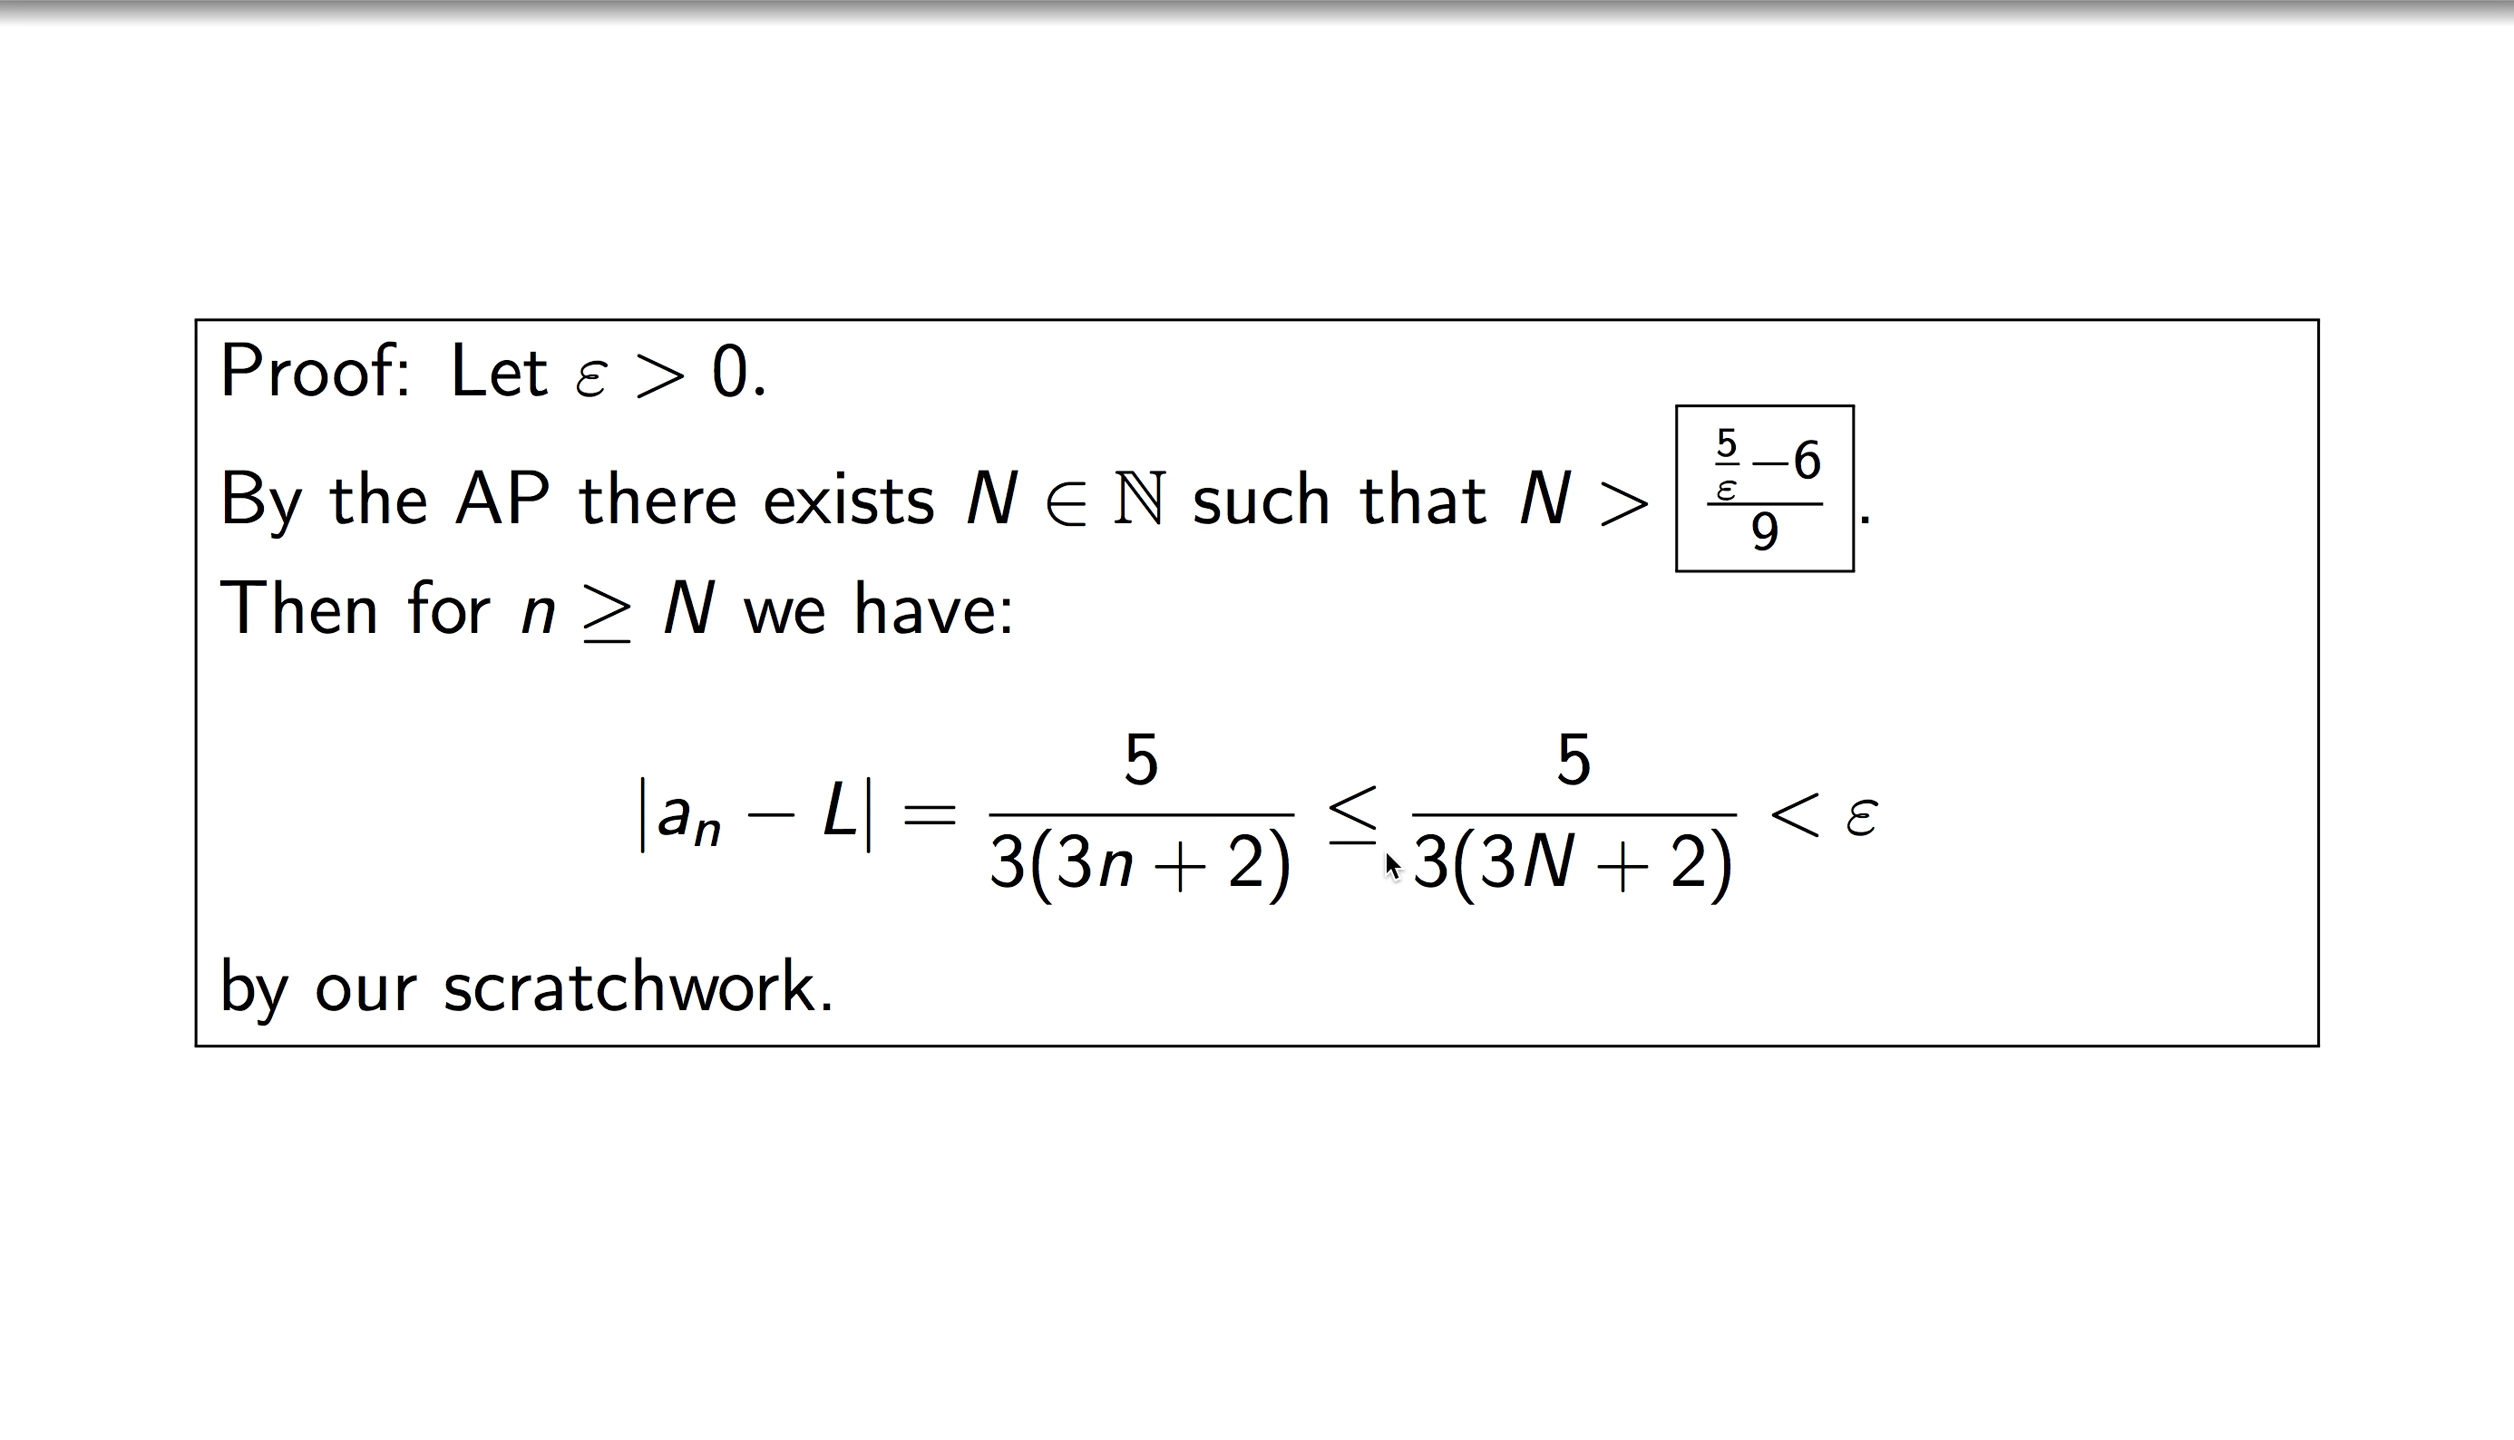 Proof: Let ε > 0.
By the AP there exists N ∈ ℕ such that N > (5/ε − 6)/9.
Then for n ≥ N we have:
|aₙ − L| = 5/(3(3n + 2)) ≤ 5/(3(3N + 2)) < ε
by our scratchwork.